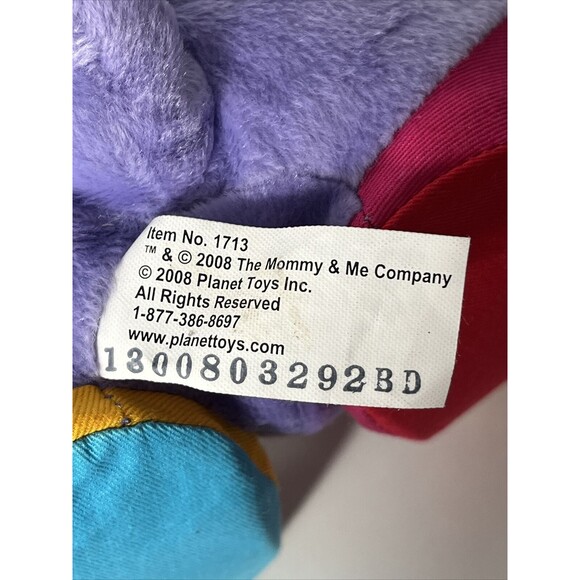 Item No. 1713
™ & © 2008 The Mommy & Me Company
© 2008 Planet Toys Inc.
All Rights Reserved
1-877-386-8697
www.planettoys.com
1300803292BD